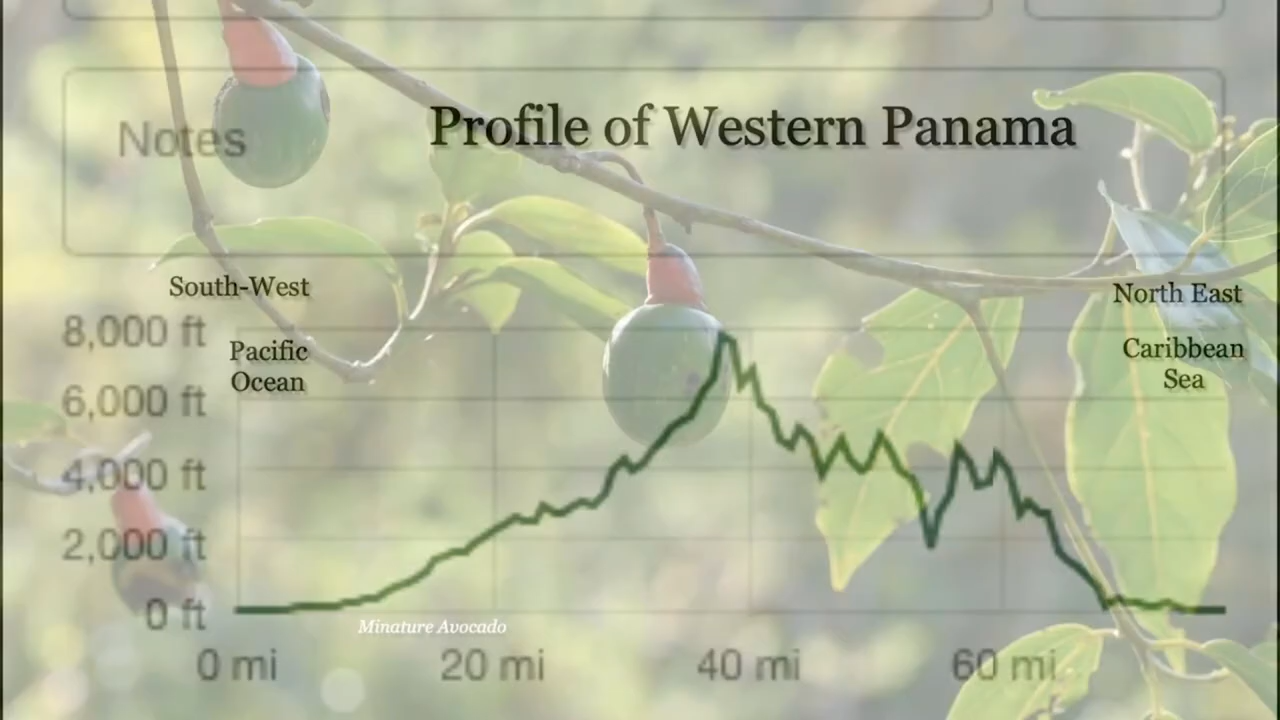 Profile of Western Panama
Notes
South-West
North East
8,000 ft
Pacific
Ocean
Caribbean
Sea
6,000 ft
4,000 ft
2,000 ft
0 ft
Minature Avocado
0 mi
20 mi
40 mi
60 mi